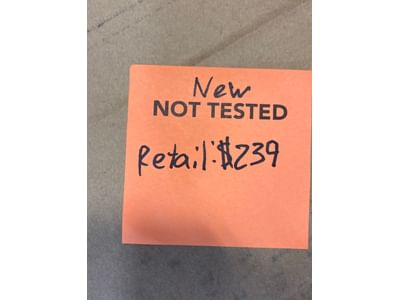 New
NOT TESTED
Retail: $239